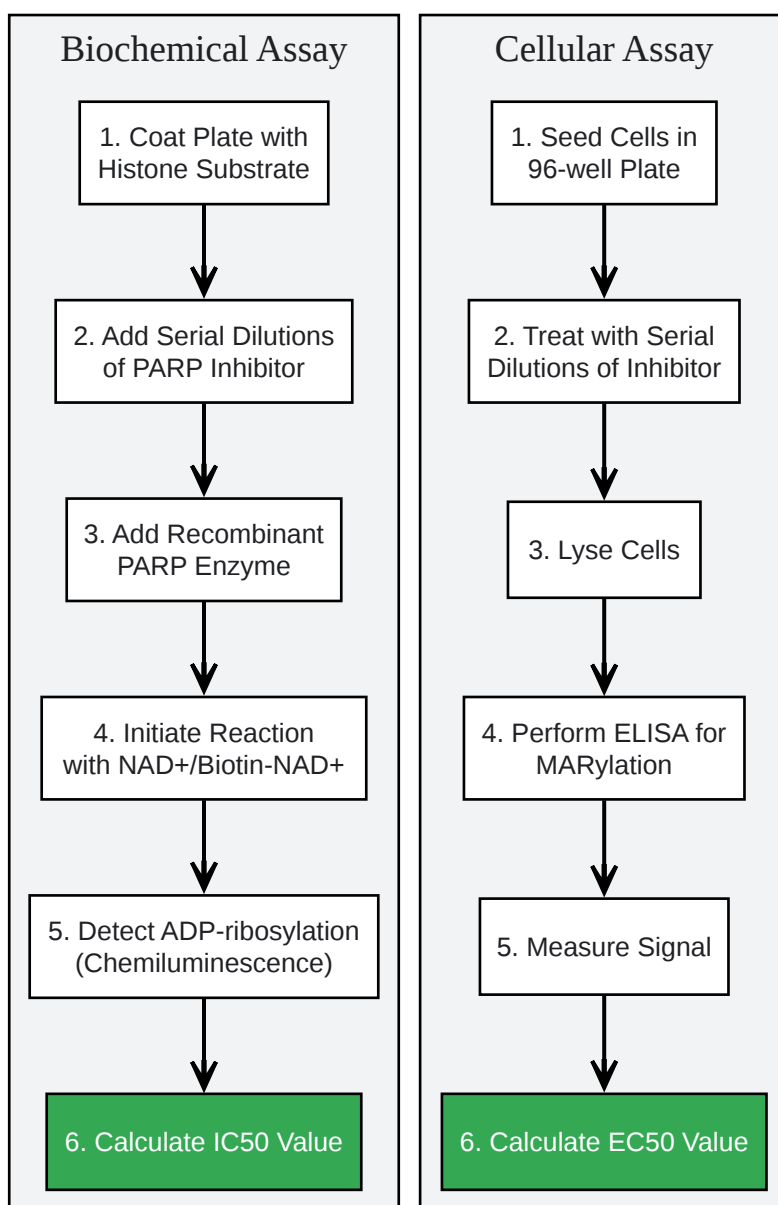 Biochemical Assay
1. Coat Plate with
Histone Substrate
2. Add Serial Dilutions
of PARP Inhibitor
3. Add Recombinant
PARP Enzyme
4. Initiate Reaction
with NAD+/Biotin-NAD+
5. Detect ADP-ribosylation
(Chemiluminescence)
6. Calculate IC50 Value
Cellular Assay
1. Seed Cells in
96-well Plate
2. Treat with Serial
Dilutions of Inhibitor
3. Lyse Cells
4. Perform ELISA for
MARylation
5. Measure Signal
6. Calculate EC50 Value